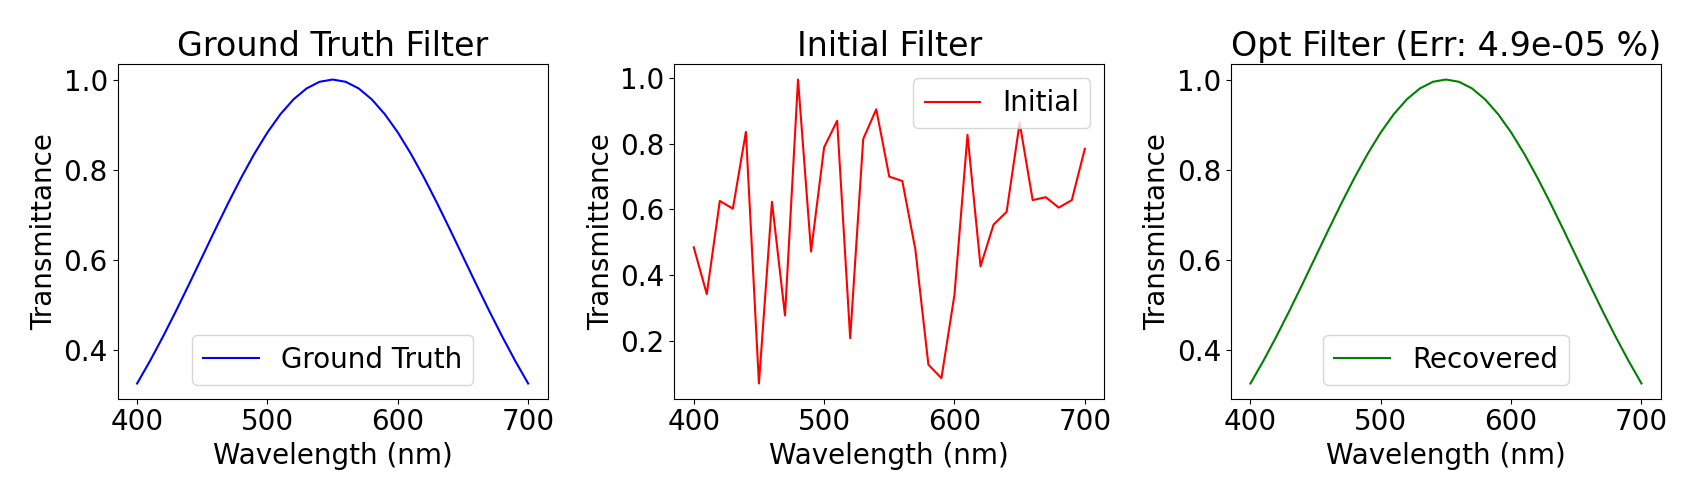 Ground Truth Filter
Transmittance
1.0
0.8
0.6
0.4
Ground Truth
400
500
600
700
Wavelength (nm)
Initial Filter
Transmittance
1.0
0.8
0.6
0.4
0.2
Initial
400
500
600
700
Wavelength (nm)
Opt Filter (Err: 4.9e-05 %)
Transmittance
1.0
0.8
0.6
0.4
Recovered
400
500
600
700
Wavelength (nm)